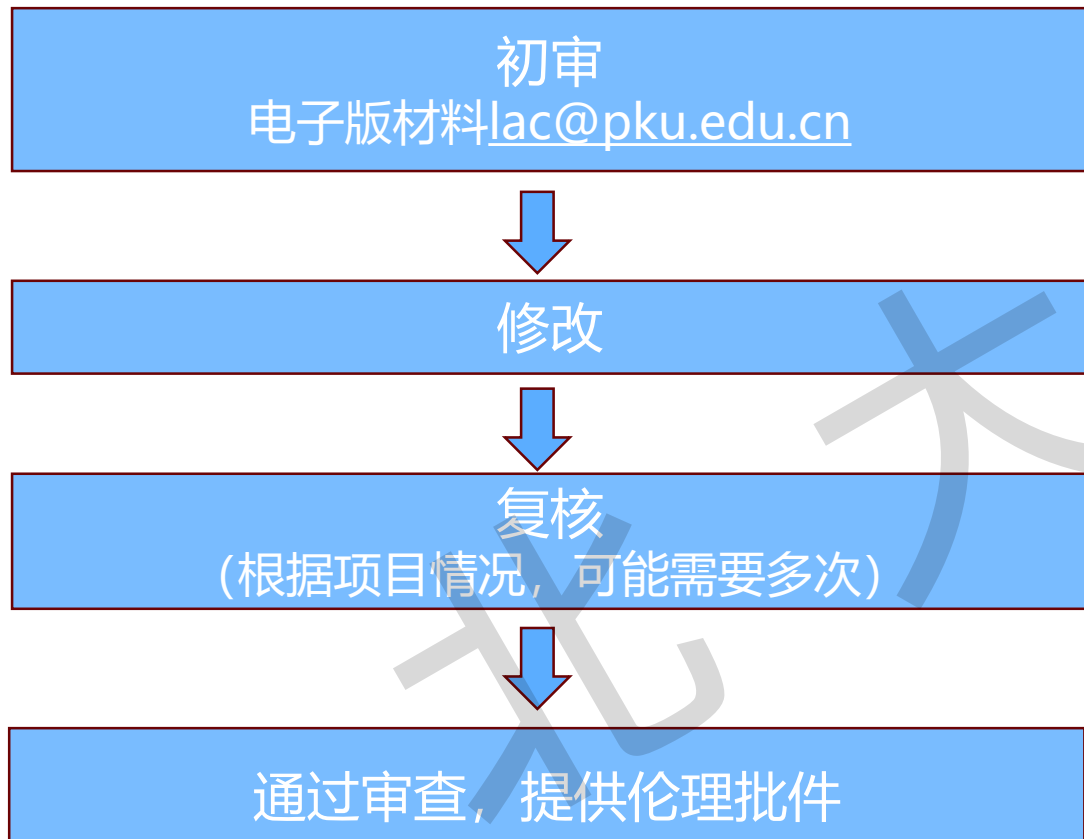 初审
电子版材料lac@pku.edu.cn
修改
复核
（根据项目情况，可能需要多次）
通过审查，提供伦理批件
北大